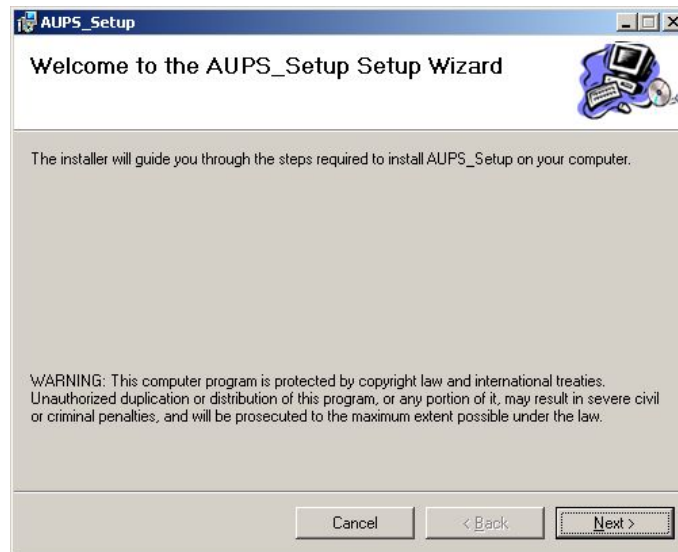 AUPS_Setup
Welcome to the AUPS_Setup Setup Wizard
The installer will guide you through the steps required to install AUPS_Setup on your computer.
WARNING: This computer program is protected by copyright law and international treaties.
Unauthorized duplication or distribution of this program, or any portion of it, may result in severe civil
or criminal penalties, and will be prosecuted to the maximum extent possible under the law.
Cancel < Back Next >